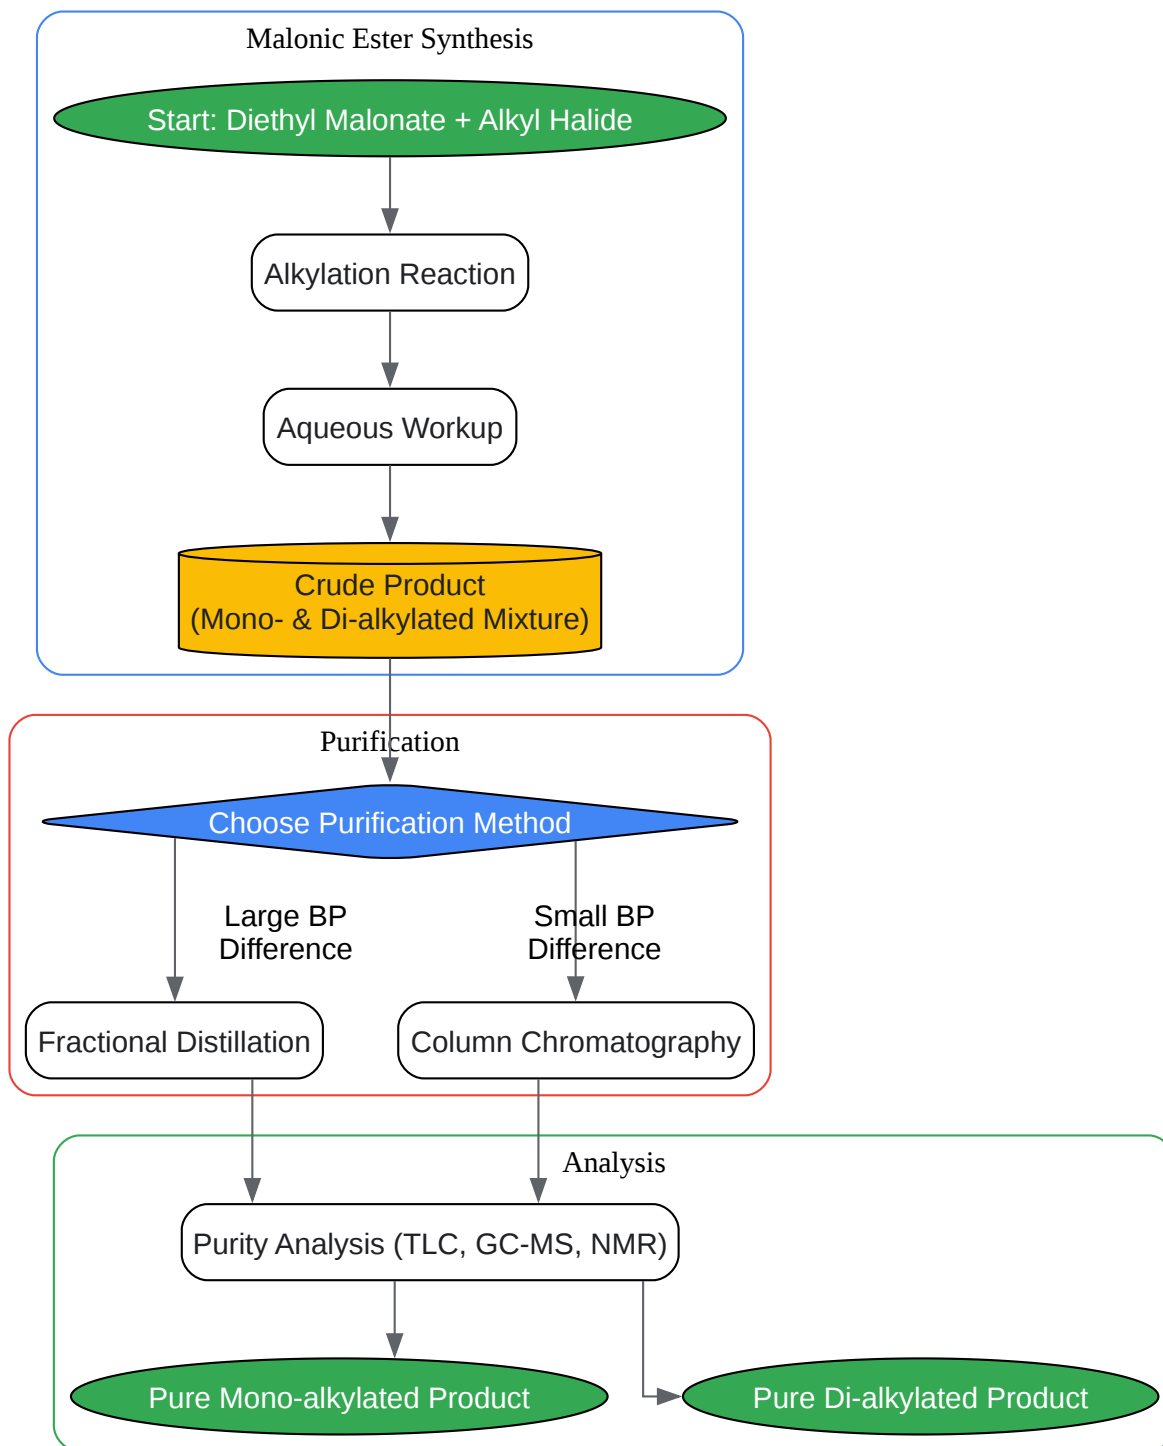 Malonic Ester Synthesis
Start: Diethyl Malonate + Alkyl Halide
Alkylation Reaction
Aqueous Workup
Crude Product
(Mono- & Di-alkylated Mixture)
Purification
Choose Purification Method
Large BP
Difference
Small BP
Difference
Fractional Distillation
Column Chromatography
Analysis
Purity Analysis (TLC, GC-MS, NMR)
Pure Mono-alkylated Product
Pure Di-alkylated Product